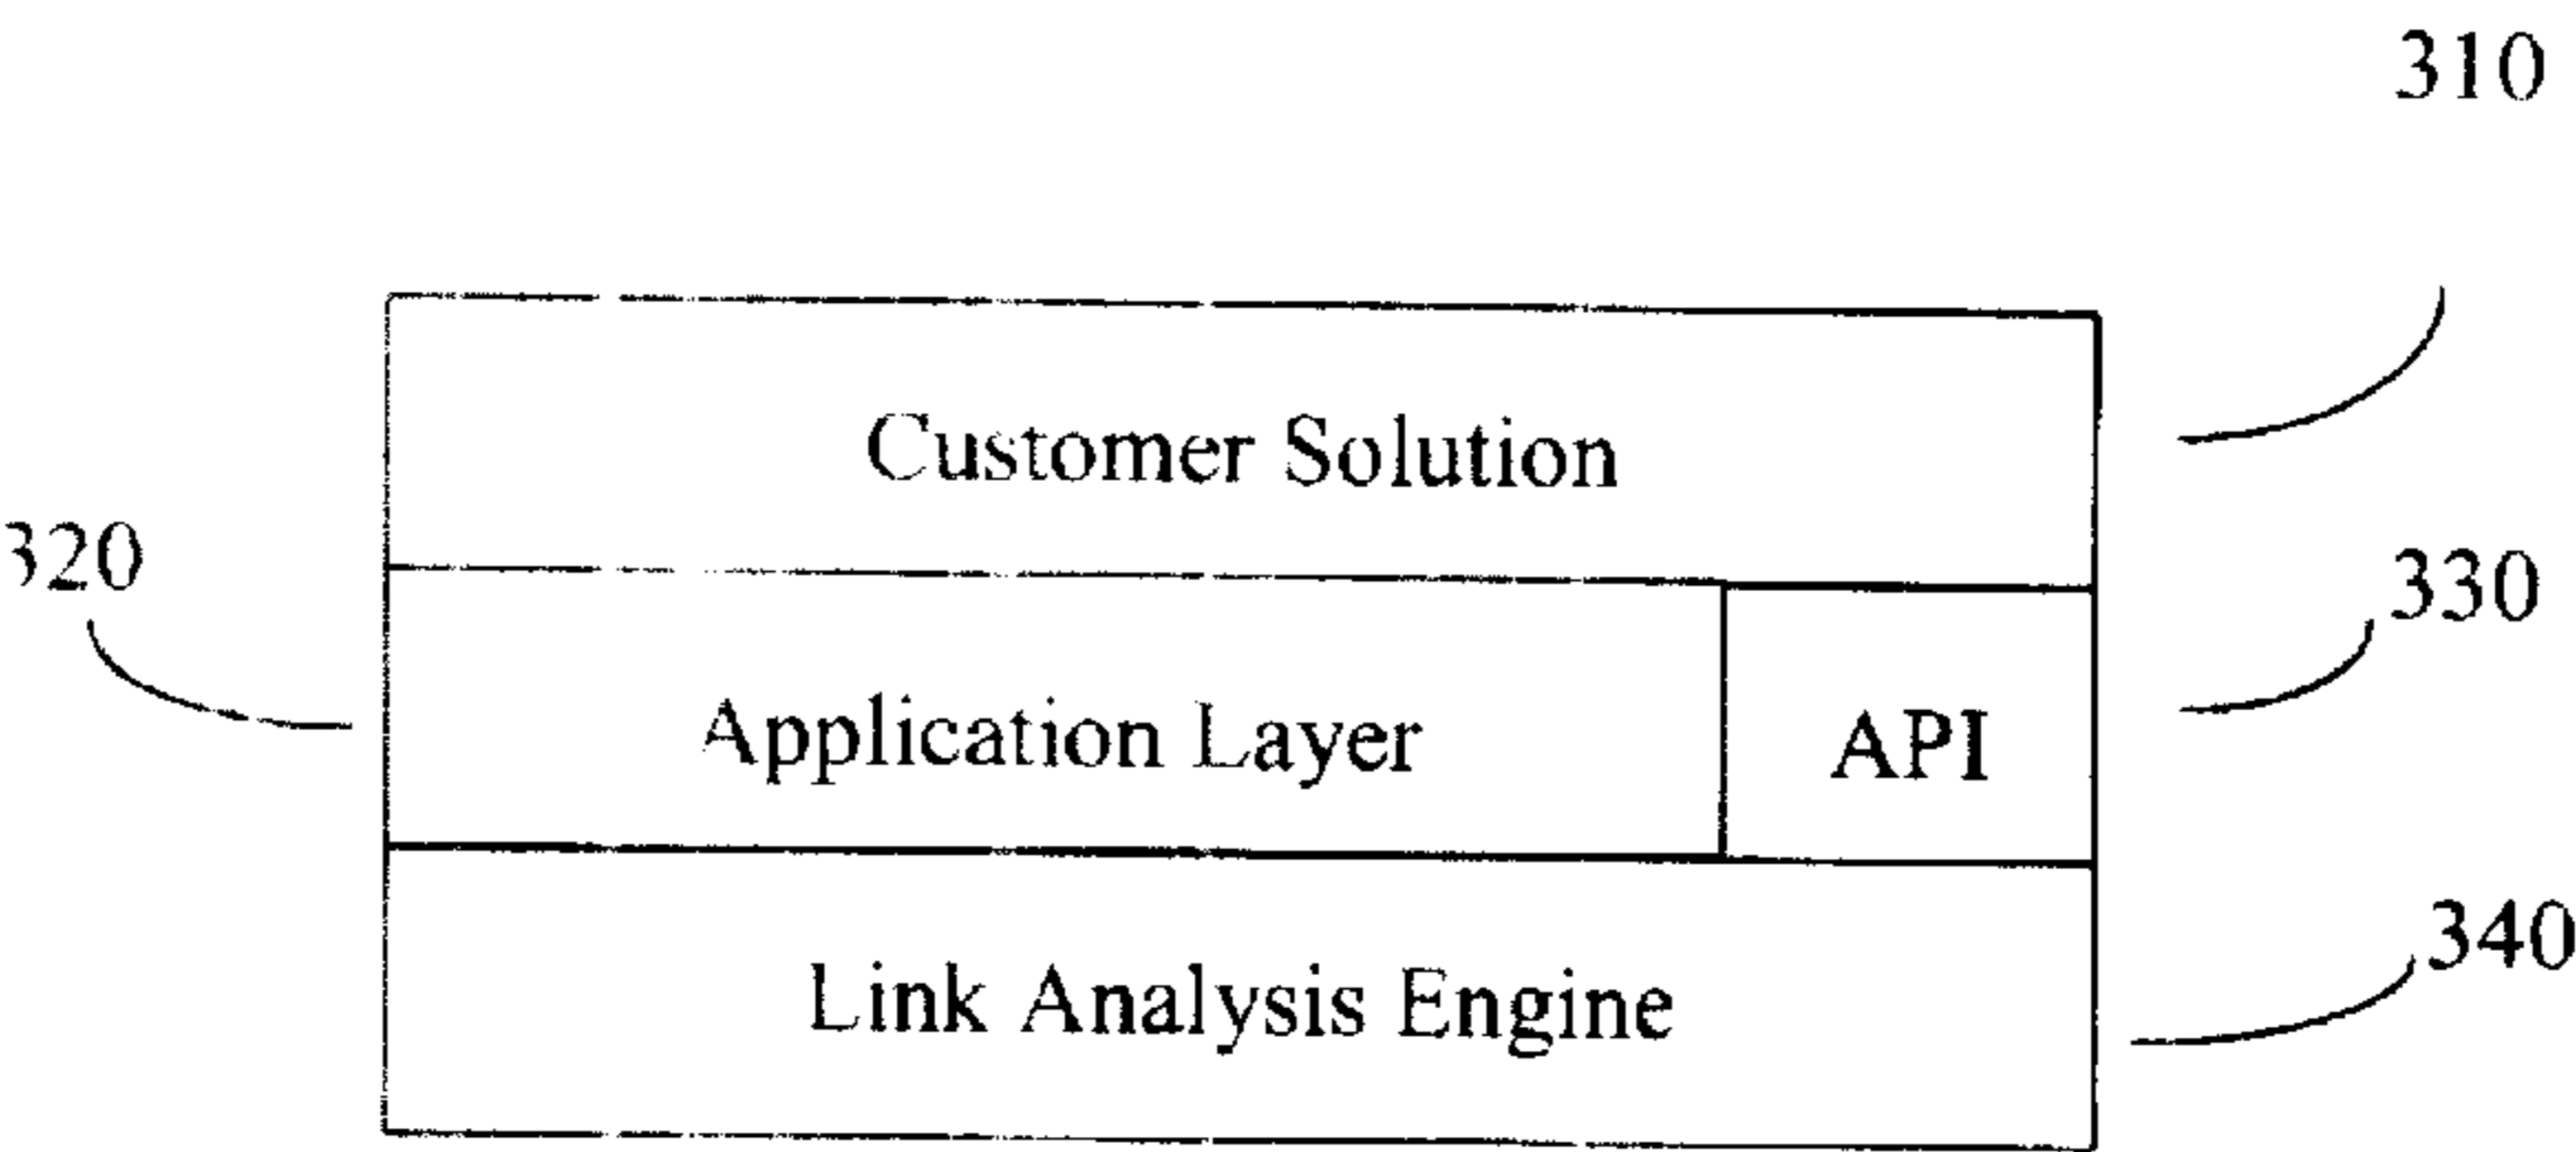 310
Customer Solution
320
330
Application Layer
API
340
Link Analysis Engine